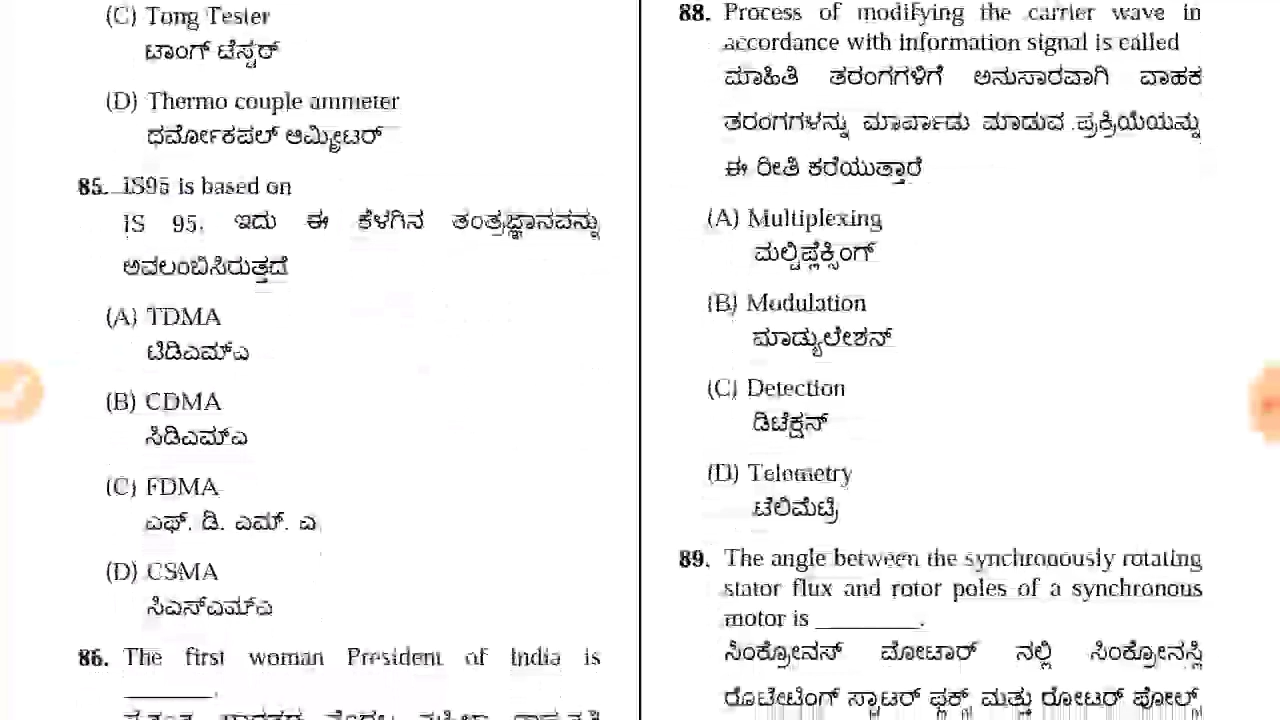 (C) Tong Tester
ಟಾಂಗ್ ಟೆಸ್ಟರ್
(D) Thermo couple ammeter
ಥರ್ಮೋಕಪಲ್ ಆಮ್ಮೀಟರ್
85. IS95 is based on
IS 95. ಇದು ಈ ಕೆಳಗಿನ ತಂತ್ರಜ್ಞಾನವನ್ನು
ಅವಲಂಬಿಸಿರುತ್ತದೆ
(A) TDMA
ಟಿಡಿಎಮ್ಎ
(B) CDMA
ಸಿಡಿಎಮ್ಎ
(C) FDMA
ಎಫ್. ಡಿ. ಎಮ್. ಎ
(D) CSMA
ಸಿಎಸ್ಎಮ್ಎ
86. The first woman President of India is
________.
88. Process of modifying the carrier wave in
accordance with information signal is called
ಮಾಹಿತಿ ತರಂಗಗಳಿಗೆ ಅನುಸಾರವಾಗಿ ವಾಹಕ
ತರಂಗಗಳನ್ನು ಮಾರ್ಪಾಡು ಮಾಡುವ ಪ್ರಕ್ರಿಯೆಯನ್ನು
ಈ ರೀತಿ ಕರೆಯುತ್ತಾರೆ
(A) Multiplexing
ಮಲ್ಟಿಪ್ಲೆಕ್ಸಿಂಗ್
(B) Modulation
ಮಾಡ್ಯುಲೇಶನ್
(C) Detection
ಡಿಟೆಕ್ಷನ್
(D) Telemetry
ಟೆಲಿಮೆಟ್ರಿ
89. The angle between the synchronously rotating
stator flux and rotor poles of a synchronous
motor is ________.
ಸಿಂಕ್ರೋನಸ್ ಮೋಟಾರ್ ನಲ್ಲಿ ಸಿಂಕ್ರೋನಸ್ಲಿ
ರೊಟೇಟಿಂಗ್ ಸ್ಟಾಟರ್ ಫ್ಲಕ್ಸ್ ಮತ್ತು ರೋಟರ್ ಪೋಲ್ಸ್